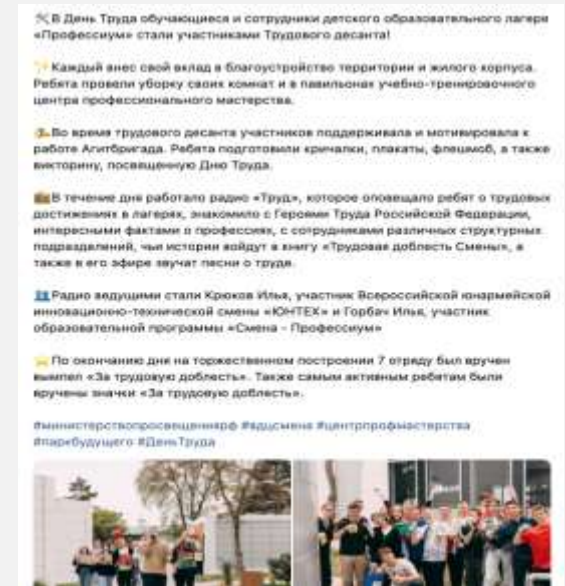 🛠️В День Труда обучающиеся и сотрудники детского образовательного лагеря
«Профессиум» стали участниками Трудового десанта!
✨Каждый внес свой вклад в благоустройство территории и жилого корпуса.
Ребята провели уборку своих комнат и в павильонах учебно-тренировочного
центра профессионального мастерства.
Во время трудового десанта участников поддерживала и мотивировала к
работе Агитбригада. Ребята подготовили кричалки, плакаты, флешмоб, а также
викторину, посвященную Дню Труда.
📻В течение дня работало радио «Труд», которое оповещало ребят о трудовых
достижениях в лагерях, знакомило с Героями Труда Российской Федерации,
интересными фактами о профессиях, с сотрудниками различных структурных
подразделений, чьи истории войдут в книгу «Трудовая доблесть Смены», а
также в его эфире звучат песни о труде.
👥Радио ведущими стали Крюков Илья, участник Всероссийской юнармейской
инновационно-технической смены «ЮНТЕХ» и Горбач Илья, участник
образовательной программы «Смена - Профессиум»
По окончанию дня на торжественном построении 7 отряду был вручен
вымпел «За трудовую доблесть». Также самым активным ребятам были
вручены значки «За трудовую доблесть».
#министерствопросвещениярф #вдцсмена #центрпрофмастерства
#паркбудущего #ДеньТруда